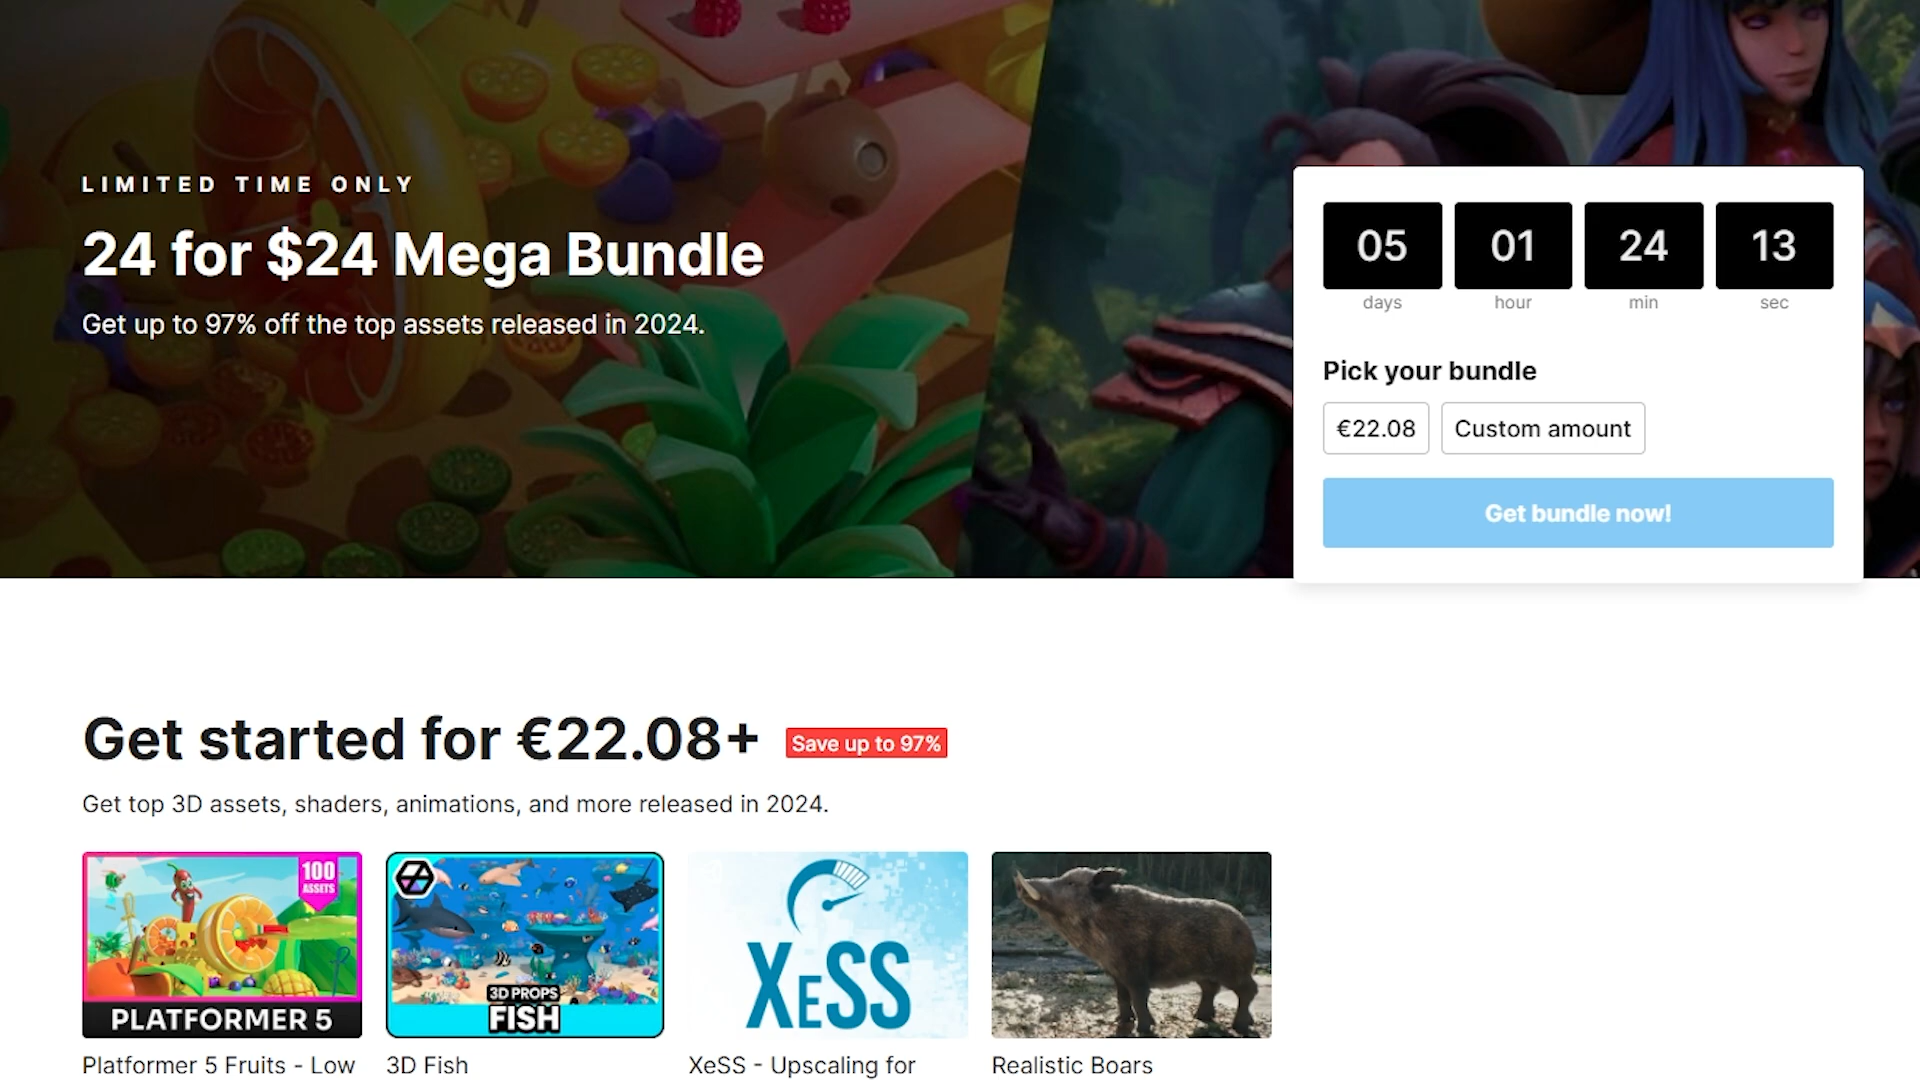 LIMITED TIME ONLY
24 for $24 Mega Bundle
Get up to 97% off the top assets released in 2024.
05 01 24 13
days hour min sec
Pick your bundle
€22.08 Custom amount
Get bundle now!
Get started for €22.08+ Save up to 97%
Get top 3D assets, shaders, animations, and more released in 2024.
100
ASSETS
PLATFORMER 5
3D PROPS
FISH
XeSS
Platformer 5 Fruits - Low
3D Fish
XeSS - Upscaling for
Realistic Boars